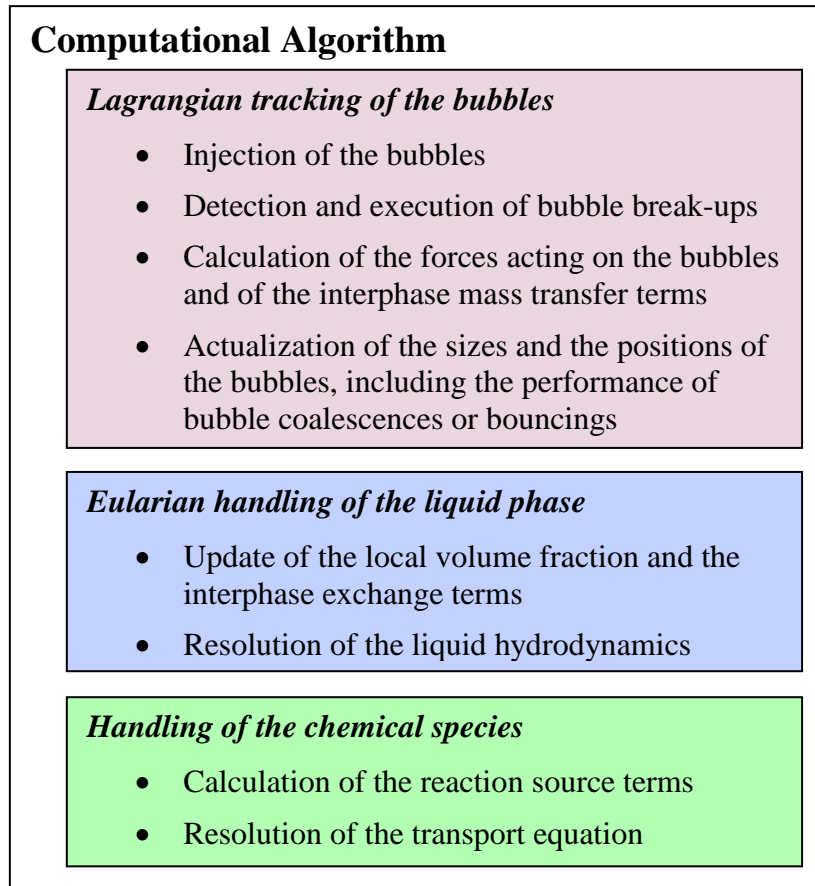 Computational Algorithm
Lagrangian tracking of the bubbles
• Injection of the bubbles
• Detection and execution of bubble break-ups
• Calculation of the forces acting on the bubbles
and of the interphase mass transfer terms
• Actualization of the sizes and the positions of
the bubbles, including the performance of
bubble coalescences or bouncings
Eularian handling of the liquid phase
• Update of the local volume fraction and the
interphase exchange terms
• Resolution of the liquid hydrodynamics
Handling of the chemical species
• Calculation of the reaction source terms
• Resolution of the transport equation